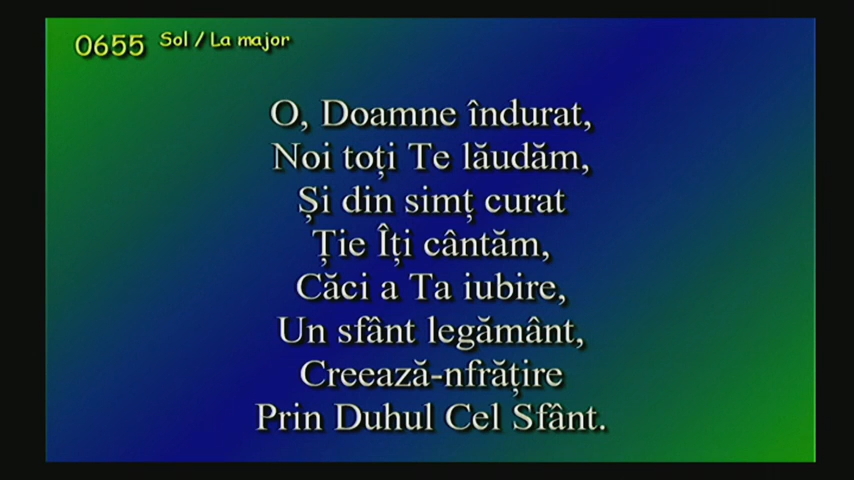 0655 Sol / La major
O, Doamne îndurat,
Noi toți Te lăudăm,
Și din simț curat
Ție Îți cântăm,
Căci a Ta iubire,
Un sfânt legământ,
Creează-nfrățire
Prin Duhul Cel Sfânt.